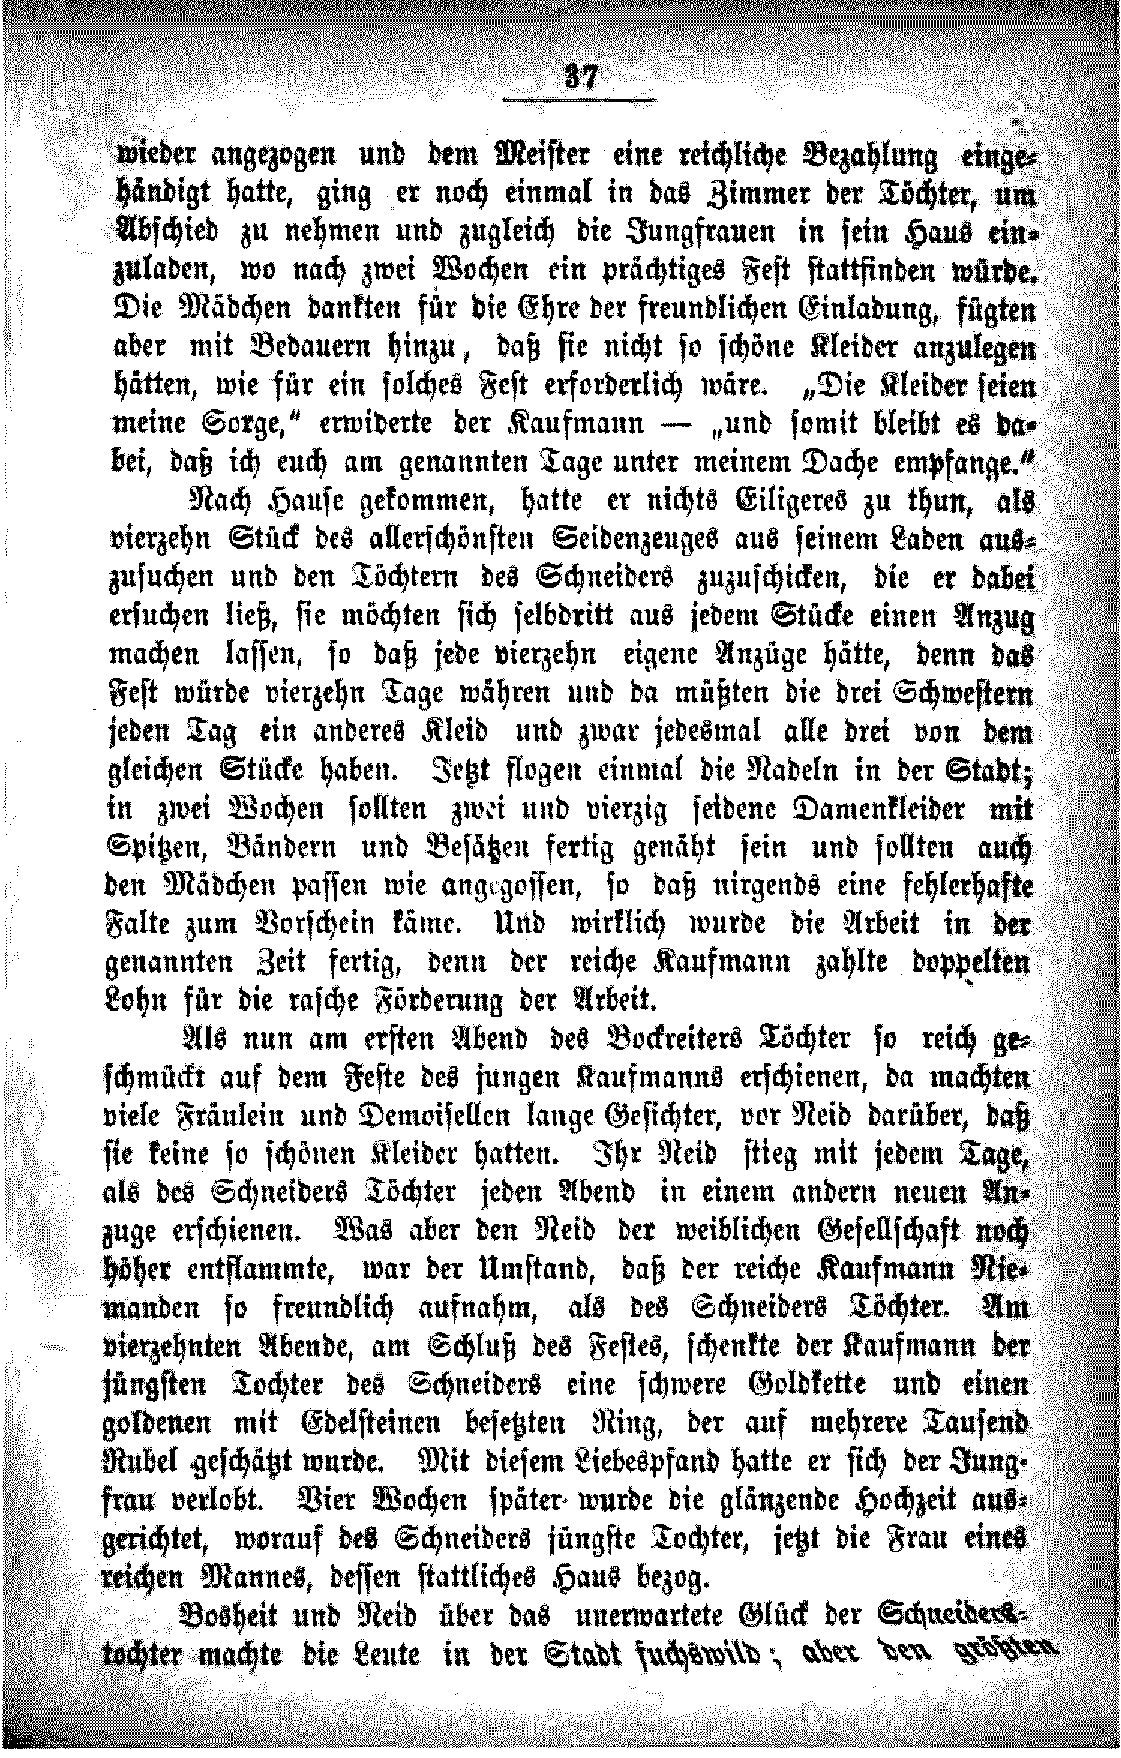 37
wieder angezogen und dem Meister eine reichliche Bezahlung einge-
händigt hatte, ging er noch einmal in das Zimmer der Töchter, um
Abschied zu nehmen und zugleich die Jungfrauen in sein Haus ein-
zuladen, wo nach zwei Wochen ein prächtiges Fest stattfinden würde.
Die Mädchen dankten für die Ehre der freundlichen Einladung, fügten
aber mit Bedauern hinzu, daß sie nicht so schöne Kleider anzulegen
hätten, wie für ein solches Fest erforderlich wäre. „Die Kleider seien
meine Sorge,“ erwiderte der Kaufmann — „und somit bleibt es da-
bei, daß ich euch am genannten Tage unter meinem Dache empfange.“
Nach Hause gekommen, hatte er nichts Eiligeres zu thun, als
vierzehn Stück des allerschönsten Seidenzeuges aus seinem Laden aus-
zusuchen und den Töchtern des Schneiders zuzuschicken, die er dabei
ersuchen ließ, sie möchten sich selbdritt aus jedem Stücke einen Anzug
machen lassen, so daß jede vierzehn eigene Anzüge hätte, denn das
Fest würde vierzehn Tage währen und da müßten die drei Schwestern
jeden Tag ein anderes Kleid und zwar jedesmal alle drei von dem
gleichen Stücke haben. Jetzt flogen einmal die Nadeln in der Stadt;
in zwei Wochen sollten zwei und vierzig seidene Damenkleider mit
Spitzen, Bändern und Besätzen fertig genäht sein und sollten auch
den Mädchen passen wie angegossen, so daß nirgends eine fehlerhafte
Falte zum Vorschein käme. Und wirklich wurde die Arbeit in der
genannten Zeit fertig, denn der reiche Kaufmann zahlte doppelten
Lohn für die rasche Förderung der Arbeit.
Als nun am ersten Abend des Bockreiters Töchter so reich ge-
schmückt auf dem Feste des jungen Kaufmanns erschienen, da machten
viele Fräulein und Demoisellen lange Gesichter, vor Neid darüber, daß
sie keine so schönen Kleider hatten. Ihr Neid stieg mit jedem Tage,
als des Schneiders Töchter jeden Abend in einem andern neuen An-
zuge erschienen. Was aber den Neid der weiblichen Gesellschaft noch
höher entflammte, war der Umstand, daß der reiche Kaufmann Nie-
manden so freundlich aufnahm, als des Schneiders Töchter. Am
vierzehnten Abende, am Schluß des Festes, schenkte der Kaufmann der
jüngsten Tochter des Schneiders eine schwere Goldkette und einen
goldenen mit Edelsteinen besetzten Ring, der auf mehrere Tausend
Rubel geschätzt wurde. Mit diesem Liebespfand hatte er sich der Jung-
frau verlobt. Vier Wochen später wurde die glänzende Hochzeit aus-
gerichtet, worauf des Schneiders jüngste Tochter, jetzt die Frau eines
reichen Mannes, dessen stattliches Haus bezog.
Bosheit und Neid über das unerwartete Glück der Schneiders-
tochter machte die Leute in der Stadt fuchswild; aber den größten